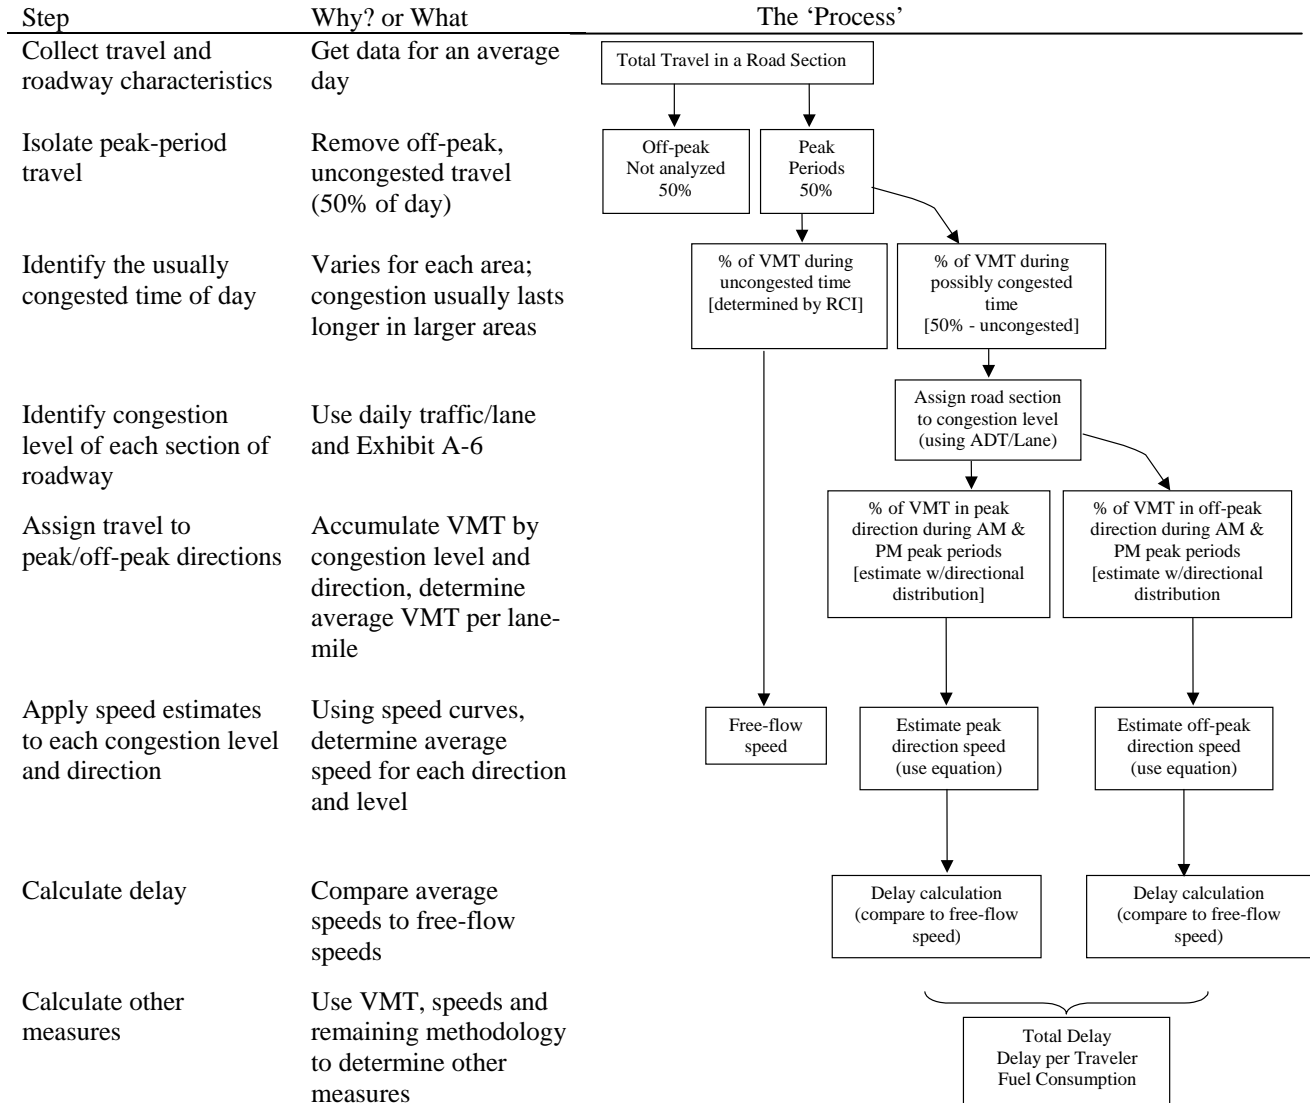 Step
Why? or What
The ‘Process’
Collect travel and
roadway characteristics
Get data for an average
day
Total Travel in a Road Section
Isolate peak-period
travel
Remove off-peak,
uncongested travel
(50% of day)
Off-peak
Not analyzed
50%
Peak
Periods
50%
Identify the usually
congested time of day
Varies for each area;
congestion usually lasts
longer in larger areas
% of VMT during
uncongested time
[determined by RCI]
% of VMT during
possibly congested
time
[50% - uncongested]
Identify congestion
level of each section of
roadway
Use daily traffic/lane
and Exhibit A-6
Assign road section
to congestion level
(using ADT/Lane)
Assign travel to
peak/off-peak directions
Accumulate VMT by
congestion level and
direction, determine
average VMT per lane-
mile
% of VMT in peak
direction during AM &
PM peak periods
[estimate w/directional
distribution]
% of VMT in off-peak
direction during AM &
PM peak periods
[estimate w/directional
distribution
Apply speed estimates
to each congestion level
and direction
Using speed curves,
determine average
speed for each direction
and level
Free-flow
speed
Estimate peak
direction speed
(use equation)
Estimate off-peak
direction speed
(use equation)
Calculate delay
Compare average
speeds to free-flow
speeds
Delay calculation
(compare to free-flow
speed)
Delay calculation
(compare to free-flow
speed)
Calculate other
measures
Use VMT, speeds and
remaining methodology
to determine other
measures
Total Delay
Delay per Traveler
Fuel Consumption